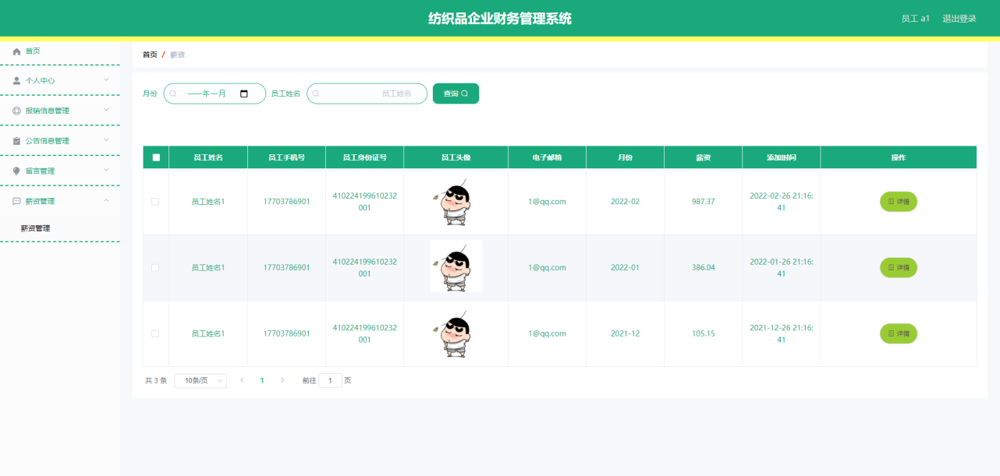 纺织品企业财务管理系统
员工 a1 退出登录
首页
个人中心
报销信息管理
公告信息管理
留言管理
薪资管理
薪资管理
首页 / 薪资
月份 ----年--月 员工姓名 员工姓名 查询
员工姓名 员工手机号 员工身份证号 员工头像 电子邮箱 月份 薪资 添加时间 操作
员工姓名1 17703786901 410224199610232001 1@qq.com 2022-02 987.37 2022-02-26 21:16:41 详情
员工姓名1 17703786901 410224199610232001 1@qq.com 2022-01 386.04 2022-01-26 21:16:41 详情
员工姓名1 17703786901 410224199610232001 1@qq.com 2021-12 105.15 2021-12-26 21:16:41 详情
共 3 条 10条/页 1 前往 1 页